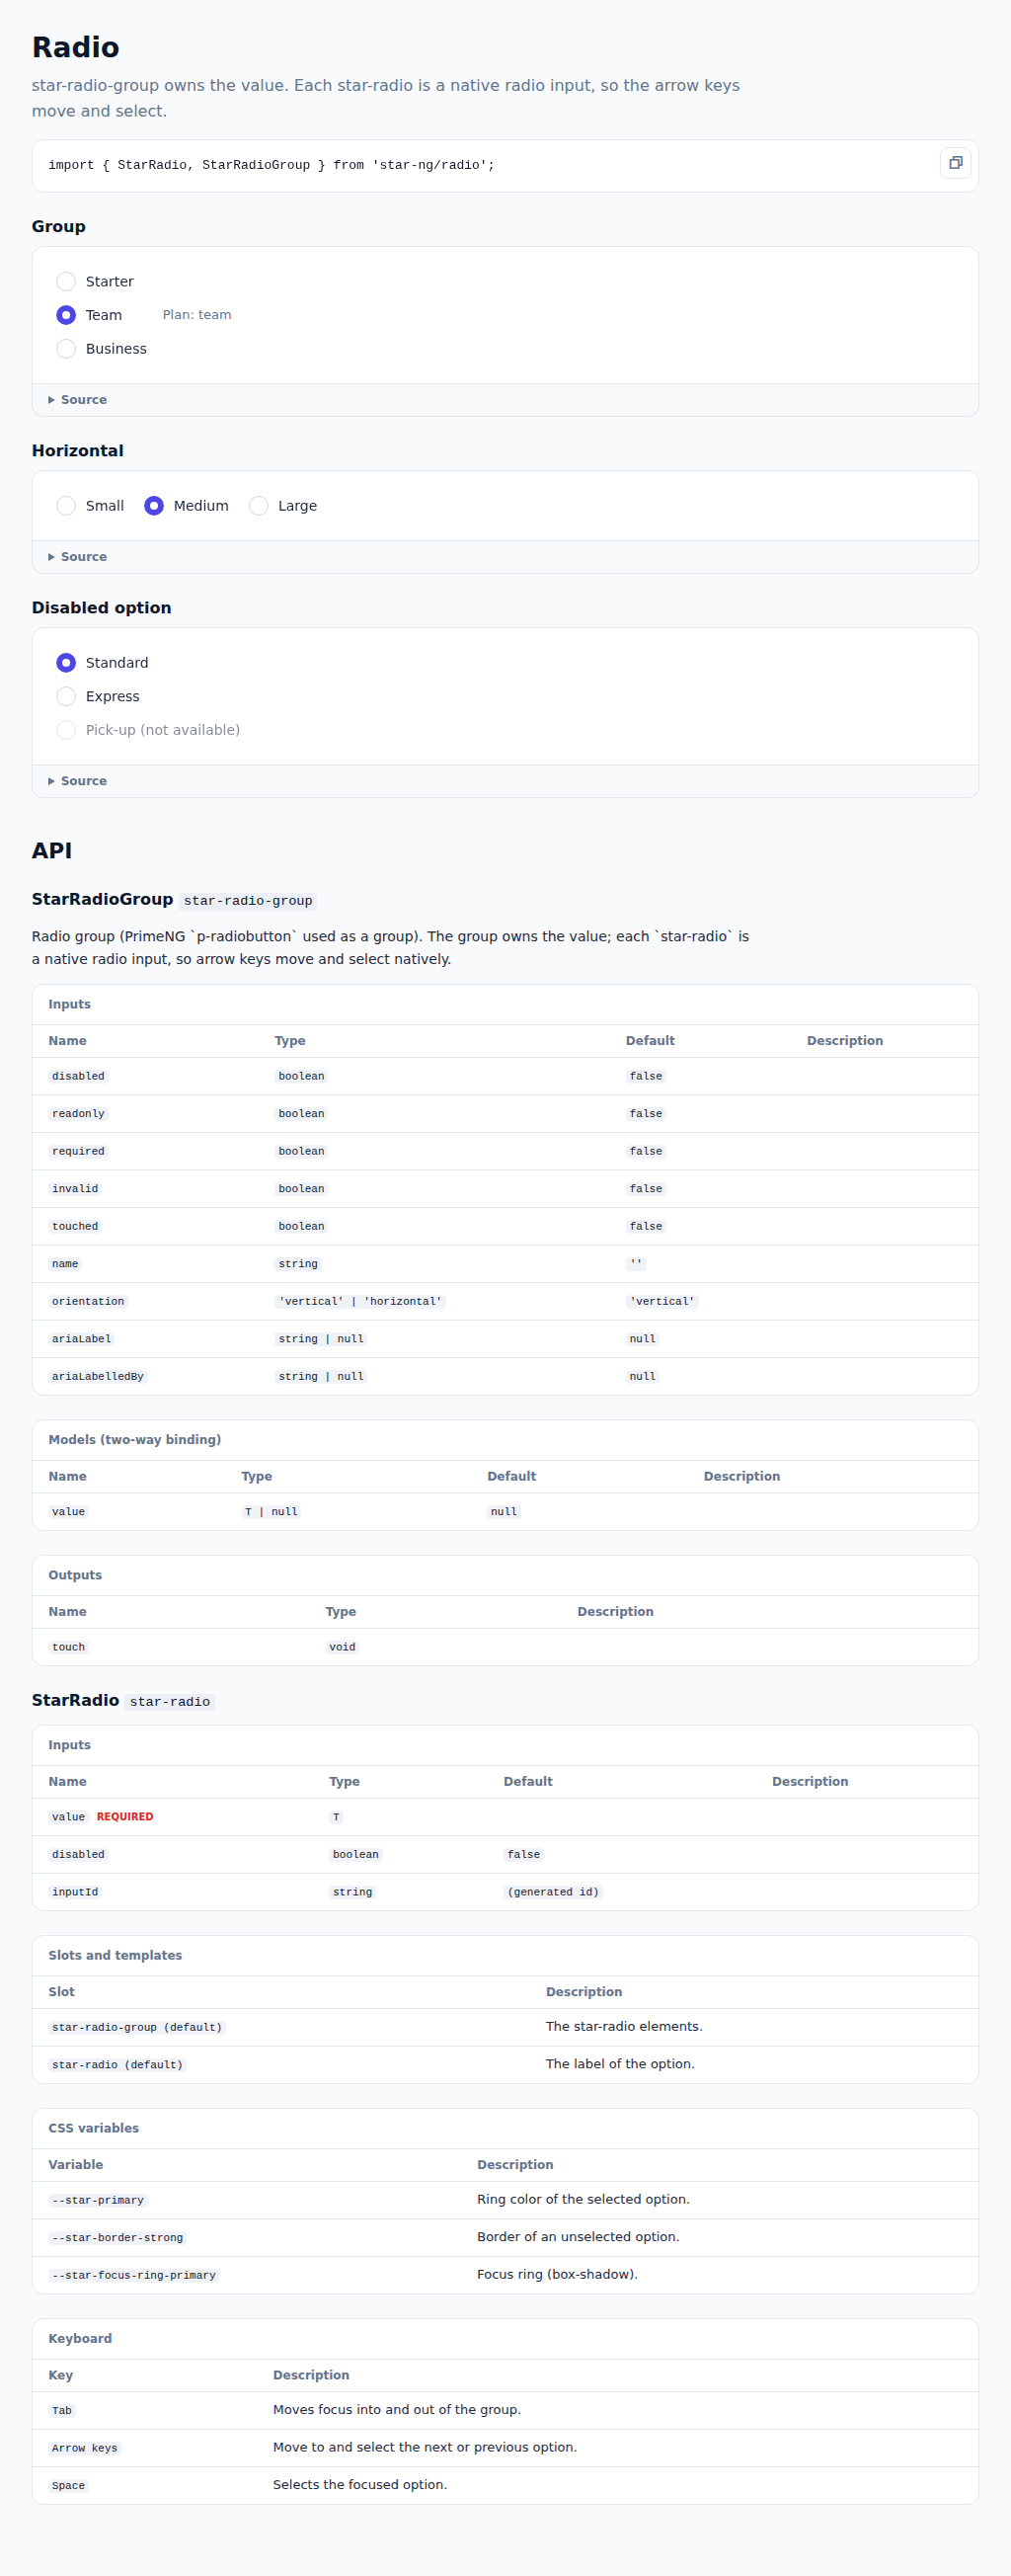 Radio
star-radio-group owns the value. Each star-radio is a native radio input, so the arrow keys
move and select.
import { StarRadio, StarRadioGroup } from 'star-ng/radio';
Group
Starter
Team Plan: team
Business
Source
Horizontal
Small Medium Large
Source
Disabled option
Standard
Express
Pick-up (not available)
Source
API
StarRadioGroup star-radio-group
Radio group (PrimeNG `p-radiobutton` used as a group). The group owns the value; each `star-radio` is
a native radio input, so arrow keys move and select natively.
Inputs
Name Type Default Description
disabled boolean false
readonly boolean false
required boolean false
invalid boolean false
touched boolean false
name string ''
orientation 'vertical' | 'horizontal' 'vertical'
ariaLabel string | null null
ariaLabelledBy string | null null
Models (two-way binding)
Name Type Default Description
value T | null null
Outputs
Name Type Description
touch void
StarRadio star-radio
Inputs
Name Type Default Description
value REQUIRED T
disabled boolean false
inputId string (generated id)
Slots and templates
Slot Description
star-radio-group (default) The star-radio elements.
star-radio (default) The label of the option.
CSS variables
Variable Description
--star-primary Ring color of the selected option.
--star-border-strong Border of an unselected option.
--star-focus-ring-primary Focus ring (box-shadow).
Keyboard
Key Description
Tab Moves focus into and out of the group.
Arrow keys Move to and select the next or previous option.
Space Selects the focused option.